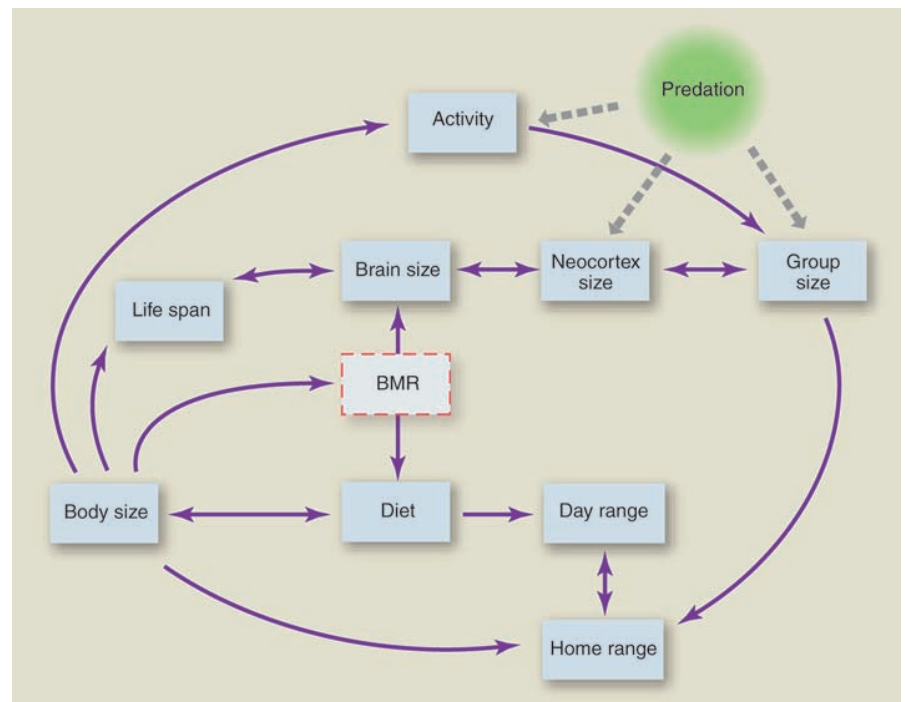 Predation
Activity
Brain size
Neocortex
size
Group
size
Life span
BMR
Body size
Diet
Day range
Home range